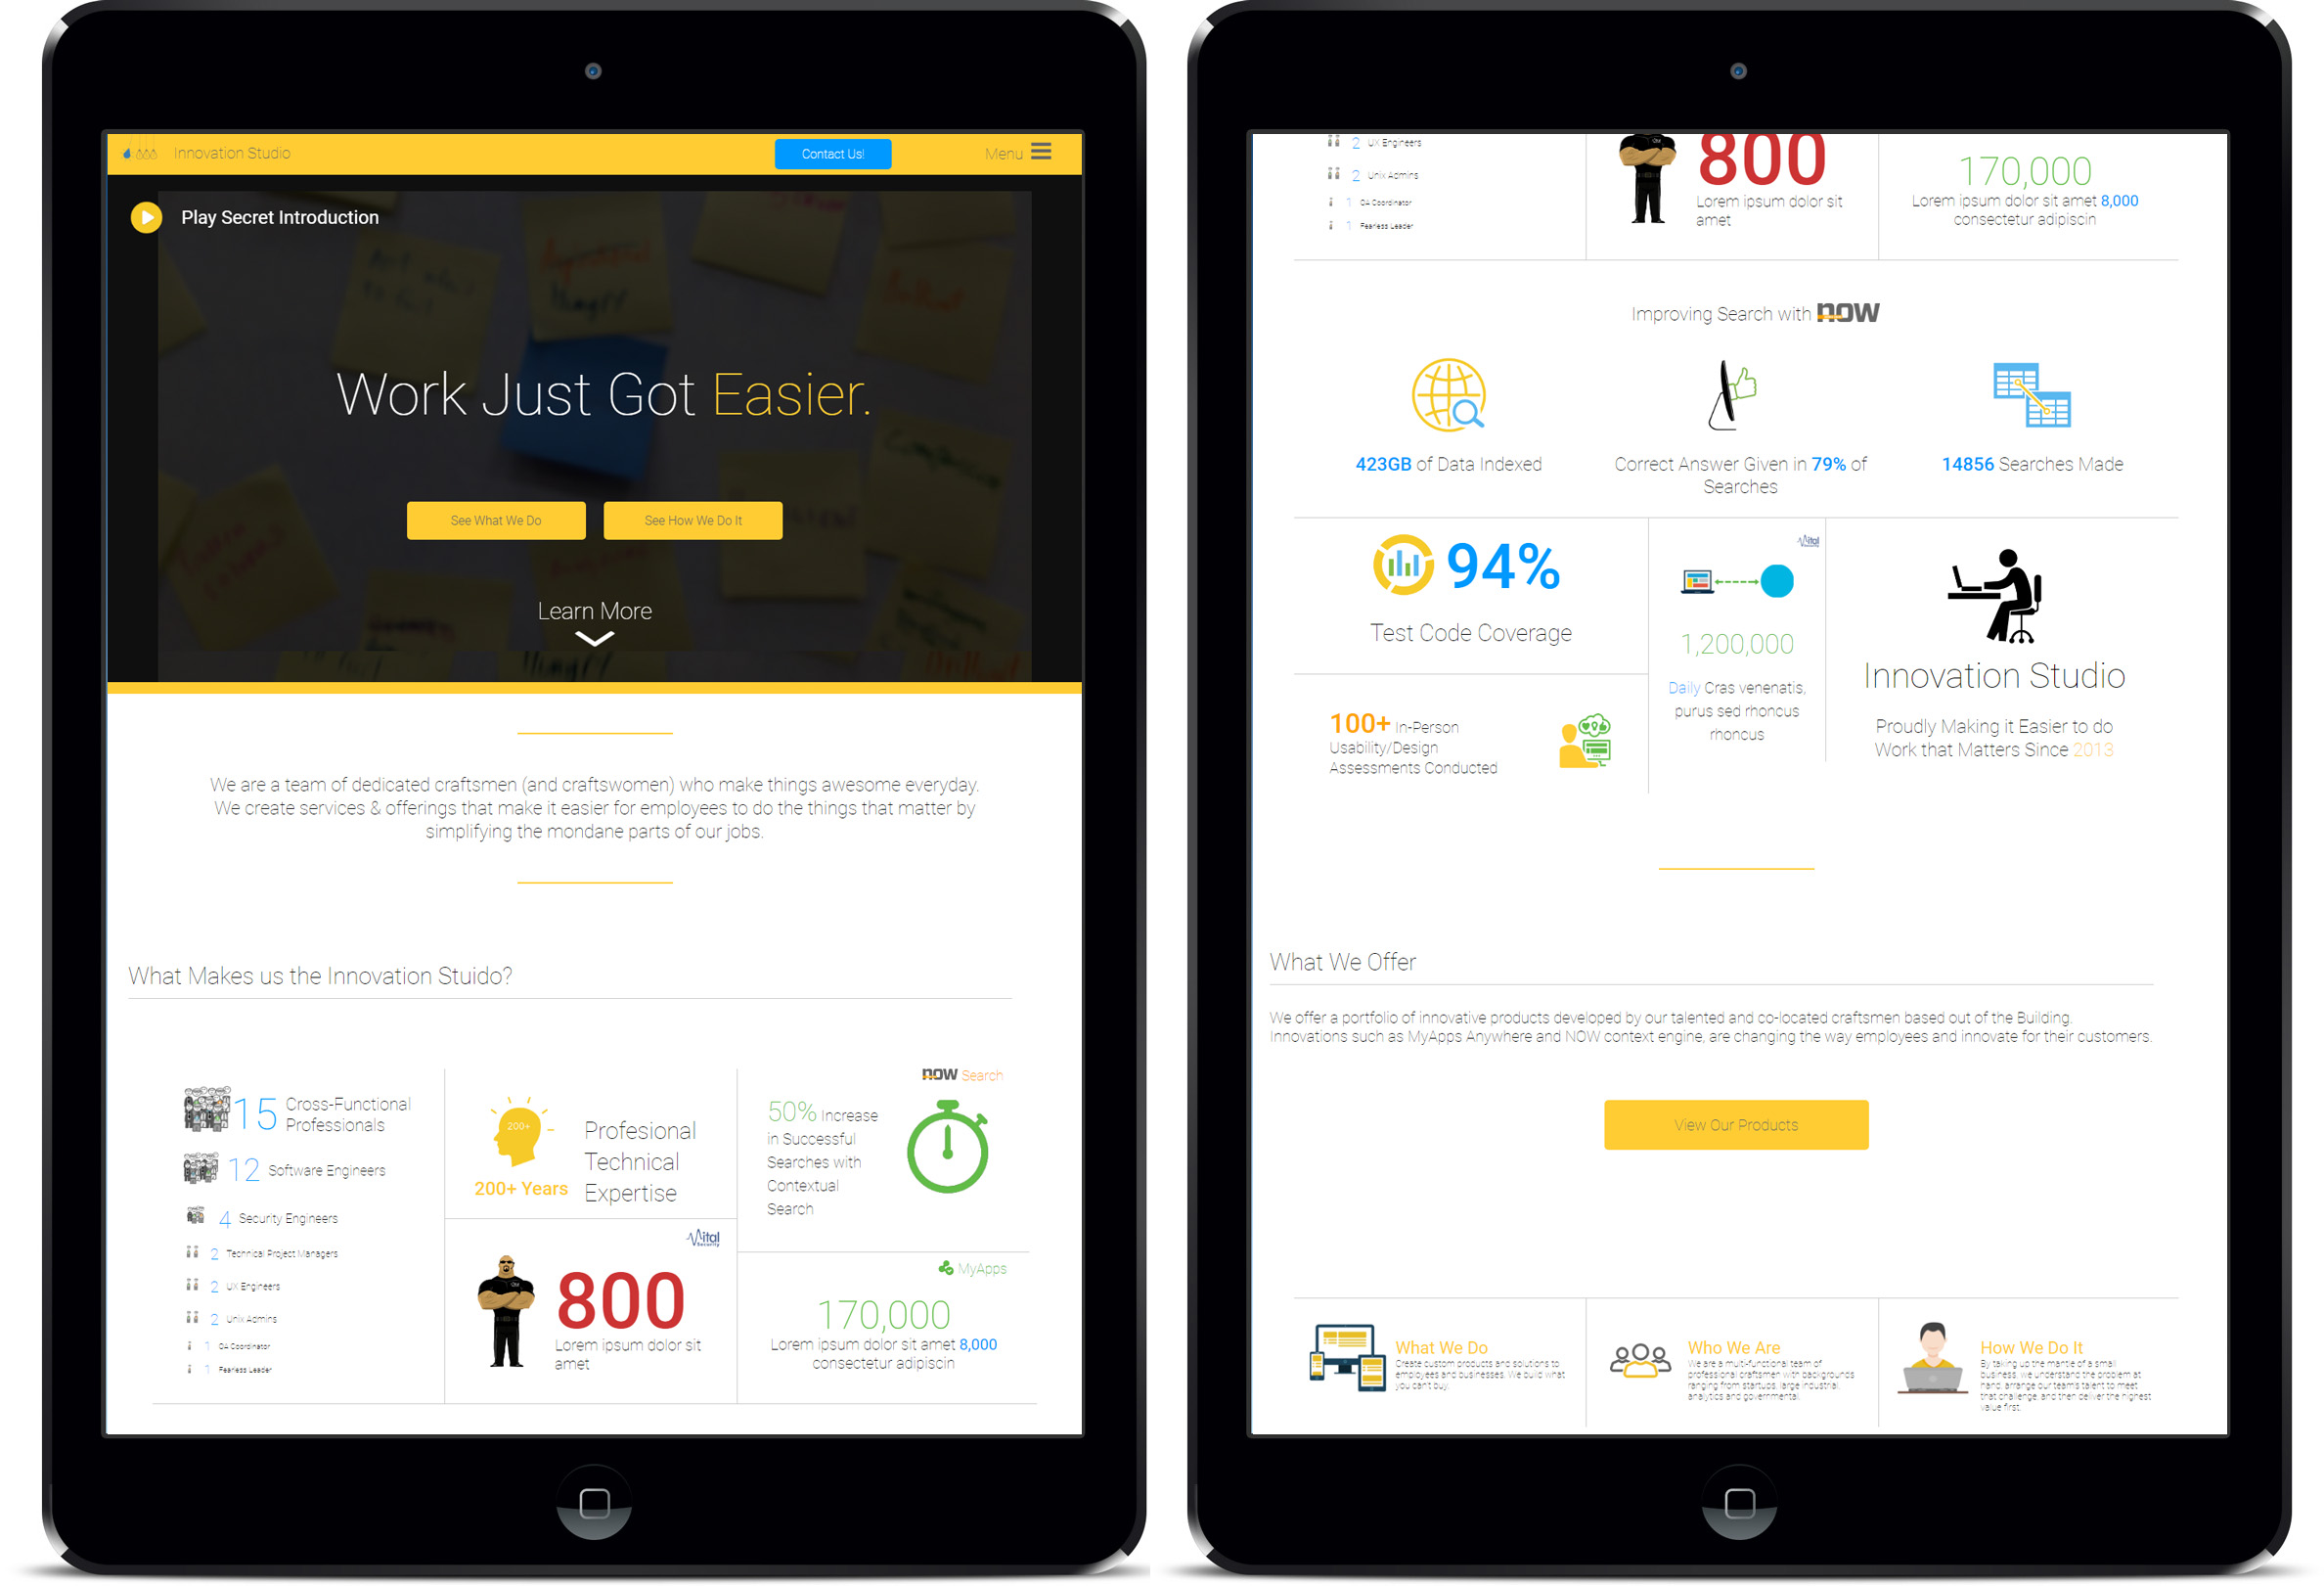 Innovation Studio
Contact Us!
Menu
Play Secret Introduction
Work Just Got Easier.
See What We Do
See How We Do It
Learn More
We are a team of dedicated craftsmen (and craftswomen) who make things awesome everyday.
We create services & offerings that make it easier for employees to do the things that matter by
simplifying the mondane parts of our jobs.
What Makes us the Innovation Stuido?
15 Cross-Functional
Professionals
12 Software Engineers
4 Security Engineers
2 Technical Project Managers
2 UX Engineers
2 Unix Admins
1 QA Coordinator
1 Fearless Leader
200+
200+ Years
Profesional
Technical
Expertise
now Search
50% Increase
in Successful
Searches with
Contextual
Search
Vital
Security
800
Lorem ipsum dolor sit
amet
MyApps
170,000
Lorem ipsum dolor sit amet 8,000
consectetur adipiscin
2 UX Engineers
2 Unix Admins
1 QA Coordinator
1 Fearless Leader
800
Lorem ipsum dolor sit
amet
170,000
Lorem ipsum dolor sit amet 8,000
consectetur adipiscin
Improving Search with now
423GB of Data Indexed
Correct Answer Given in 79% of
Searches
14856 Searches Made
94%
Test Code Coverage
100+ In-Person
Usability/Design
Assessments Conducted
Vital
Security
1,200,000
Daily Cras venenatis,
purus sed rhoncus
rhoncus
Innovation Studio
Proudly Making it Easier to do
Work that Matters Since 2013
What We Offer
We offer a portfolio of innovative products developed by our talented and co-located craftsmen based out of the Building.
Innovations such as MyApps Anywhere and NOW context engine, are changing the way employees and innovate for their customers.
View Our Products
What We Do
Create custom products and solutions to
employees and businesses. We build what
you can't buy.
Who We Are
We are a multi-functional team of
professional craftsmen with backgrounds
ranging from startups, large industrial,
analytics and governmental.
How We Do It
By taking up the mantle of a small
business, we understand the problem at
hand, arrange our team's talent to meet
that challenge, and then deliver the highest
value first.